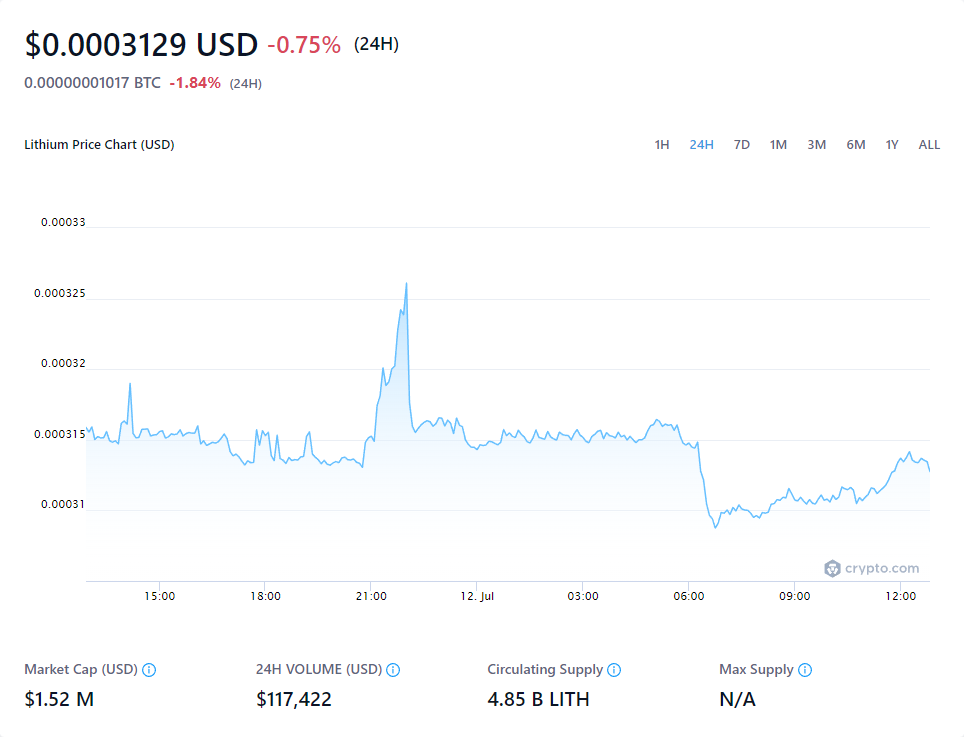 $0.0003129 USD -0.75% (24H)
0.00000001017 BTC -1.84% (24H)
Lithium Price Chart (USD) 1H 24H 7D 1M 3M 6M 1Y ALL
0.00033
0.000325
0.00032
0.000315
0.00031
crypto.com
15:00 18:00 21:00 12. Jul 03:00 06:00 09:00 12:00
Market Cap (USD) 24H VOLUME (USD) Circulating Supply Max Supply
$1.52 M $117,422 4.85 B LITH N/A